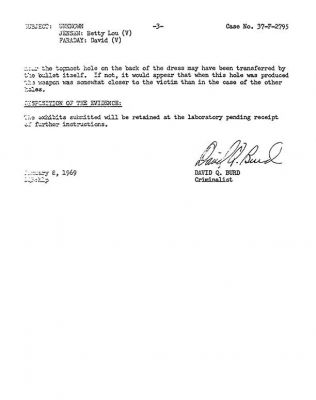 SUBJECT: UNKNOWN -3- Case No. 37-F-2795
JENSEN: Betty Lou (V)
FARADAY: David (V)
near the topmost hole on the back of the dress may have been transferred by
the bullet itself. If not, it would appear that when this hole was produced
the weapon was somewhat closer to the victim than in the case of the other
holes.
DISPOSITION OF THE EVIDENCE:
The exhibits submitted will be retained at the laboratory pending receipt
of further instructions.
David Q. Burd
January 8, 1969 DAVID Q. BURD
Criminalist